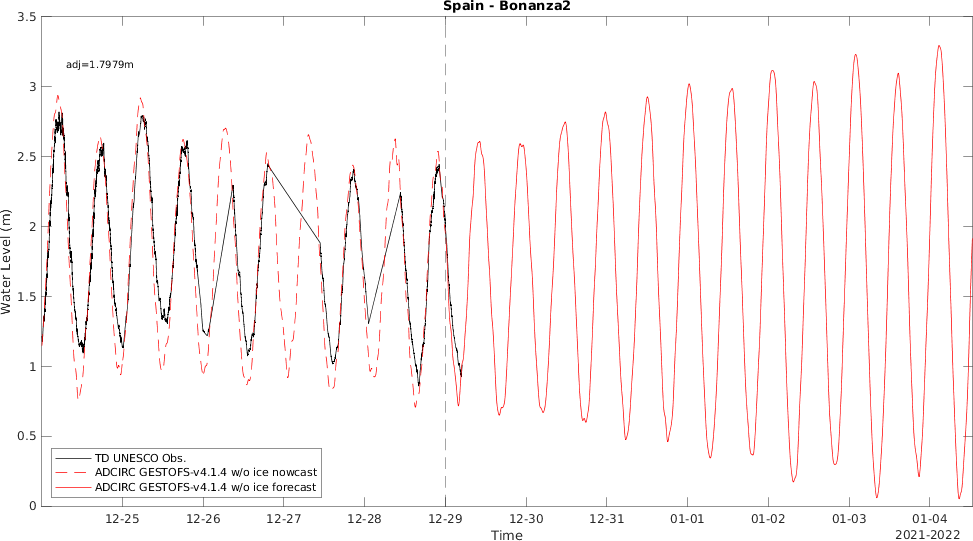 Spain - Bonanza2
3.5
adj=1.7979m
3
2.5
2
1.5
1
0.5
0
Water Level (m)
TD UNESCO Obs.
ADCIRC GESTOFS-v4.1.4 w/o ice nowcast
ADCIRC GESTOFS-v4.1.4 w/o ice forecast
12-25 12-26 12-27 12-28 12-29 12-30 12-31 01-01 01-02 01-03 01-04
Time
2021-2022